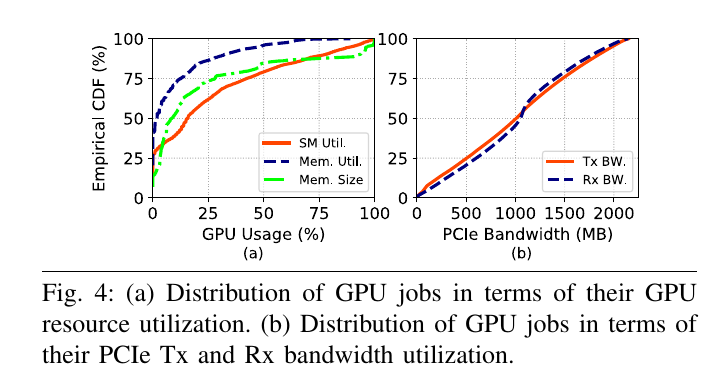 Empirical CDF (%)
100
75
50
25
0
SM Util.
Mem. Util.
Mem. Size
0 25 50 75 100
GPU Usage (%)
(a)
100
75
50
25
0
Tx BW.
Rx BW.
0 500 1000 1500 2000
PCIe Bandwidth (MB)
(b)
Fig. 4: (a) Distribution of GPU jobs in terms of their GPU
resource utilization. (b) Distribution of GPU jobs in terms of
their PCIe Tx and Rx bandwidth utilization.